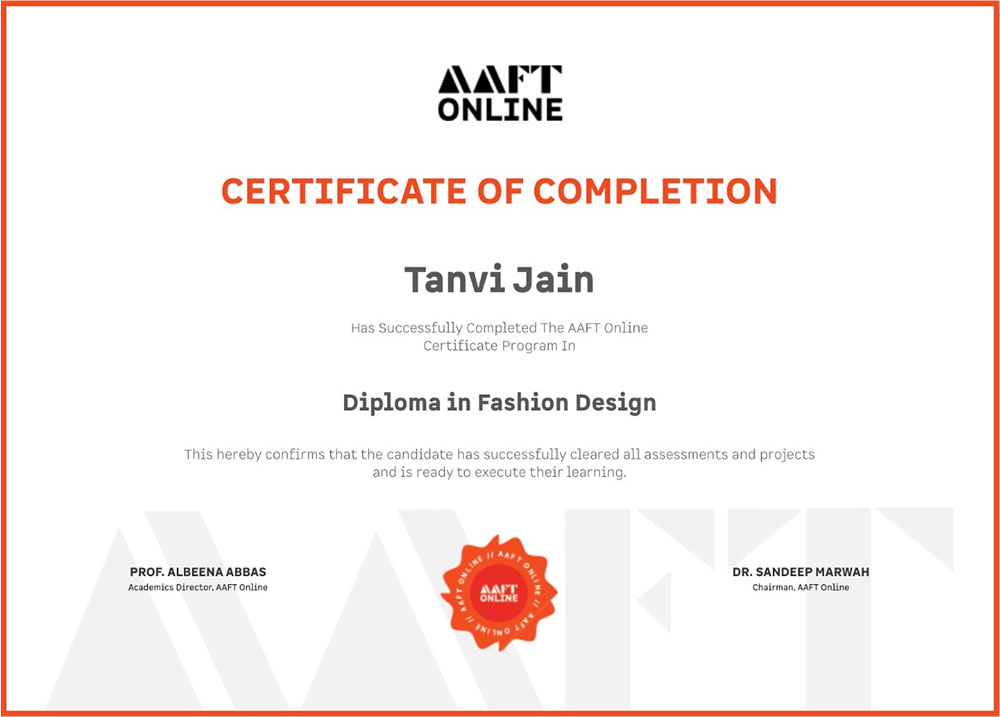 AAFT
ONLINE
CERTIFICATE OF COMPLETION
Tanvi Jain
Has Successfully Completed The AAFT Online
Certificate Program In
Diploma in Fashion Design
This hereby confirms that the candidate has successfully cleared all assessments and projects
and is ready to execute their learning.
AAFT
PROF. ALBEENA ABBAS
Academics Director, AAFT Online
AAFT ONLINE // AAFT ONLINE // AAFT ONLINE //
AAFT
ONLINE
DR. SANDEEP MARWAH
Chairman, AAFT Online